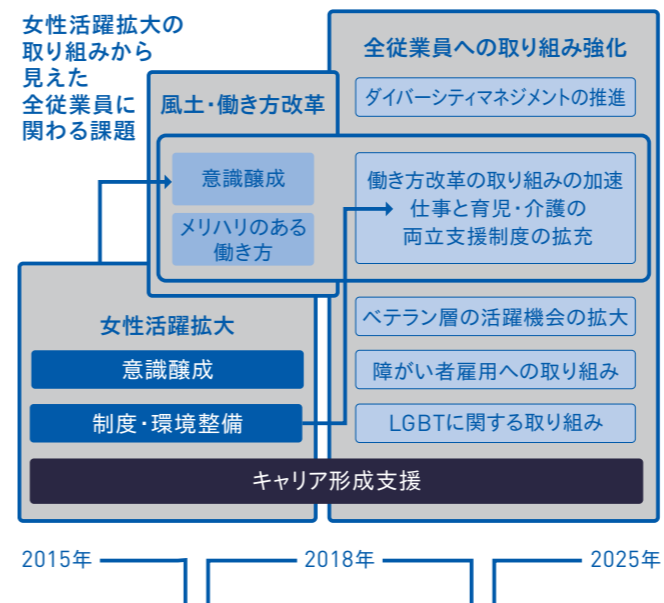 女性活躍拡大の
取り組みから
見えた
全従業員に
関わる課題
風土・働き方改革
意識醸成
メリハリのある
働き方
女性活躍拡大
意識醸成
制度・環境整備
全従業員への取り組み強化
ダイバーシティマネジメントの推進
働き方改革の取り組みの加速
仕事と育児・介護の
両立支援制度の拡充
ベテラン層の活躍機会の拡大
障がい者雇用への取り組み
LGBTに関する取り組み
キャリア形成支援
2015年
2018年
2025年